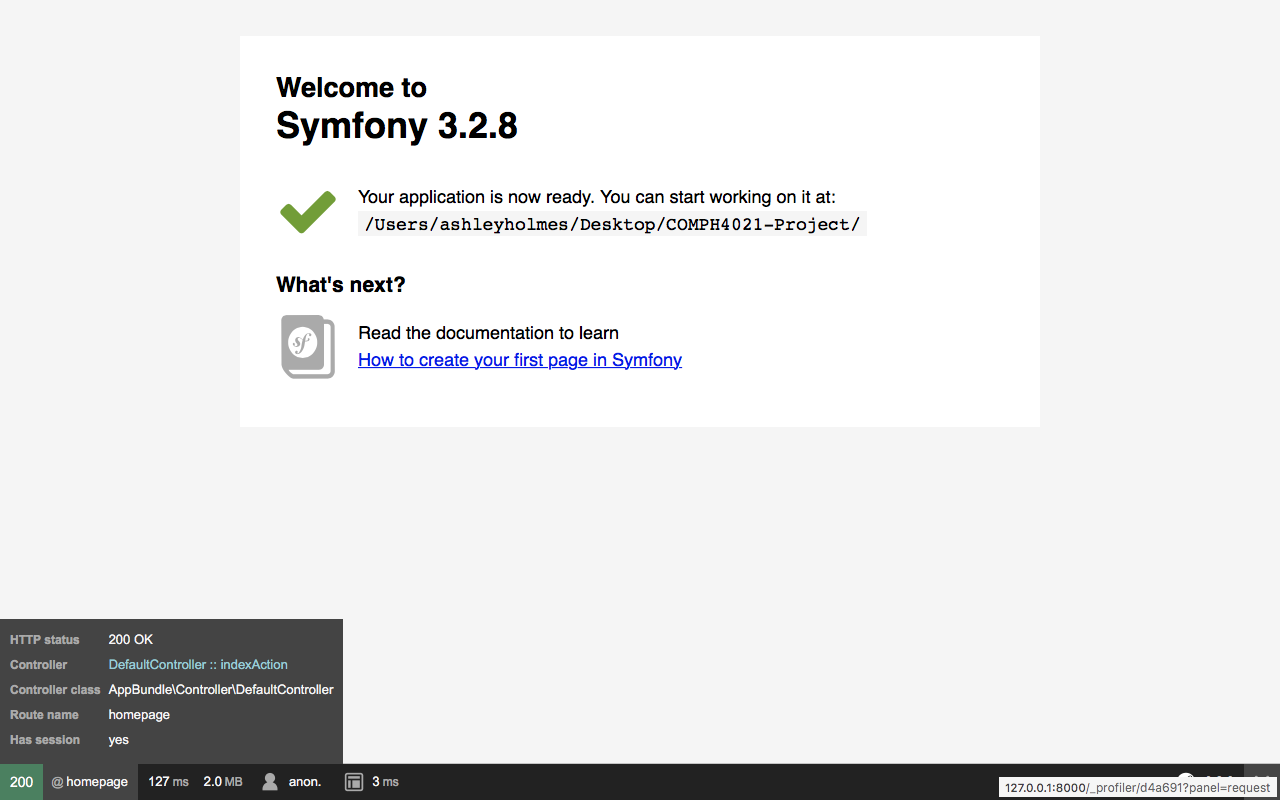 Welcome to
Symfony 3.2.8
Your application is now ready. You can start working on it at:
/Users/ashleyholmes/Desktop/COMPH4021-Project/
What's next?
sf
Read the documentation to learn
How to create your first page in Symfony
HTTP status 200 OK
Controller DefaultController :: indexAction
Controller class AppBundle\Controller\DefaultController
Route name homepage
Has session yes
200 @ homepage 127 ms 2.0 MB anon. 3 ms
127.0.0.1:8000/_profiler/d4a691?panel=request